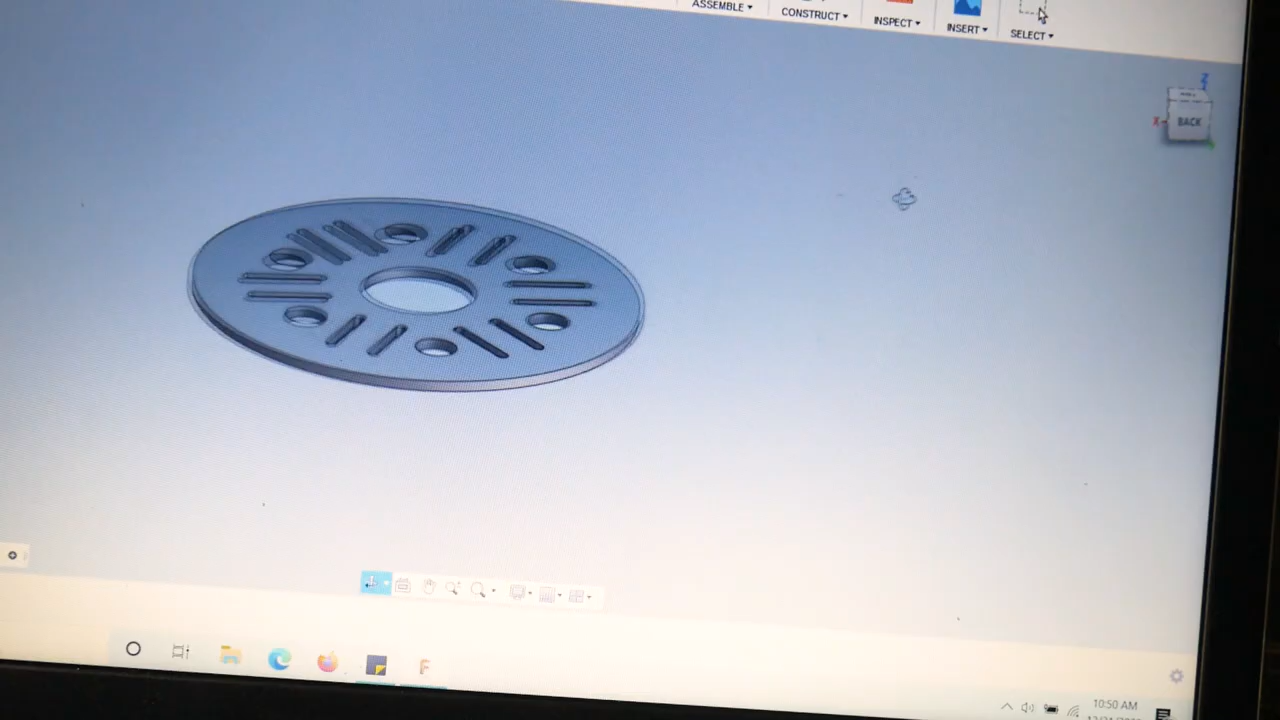 ASSEMBLE
CONSTRUCT
INSPECT
INSERT
SELECT
Z
X
BACK
F
10:50 AM